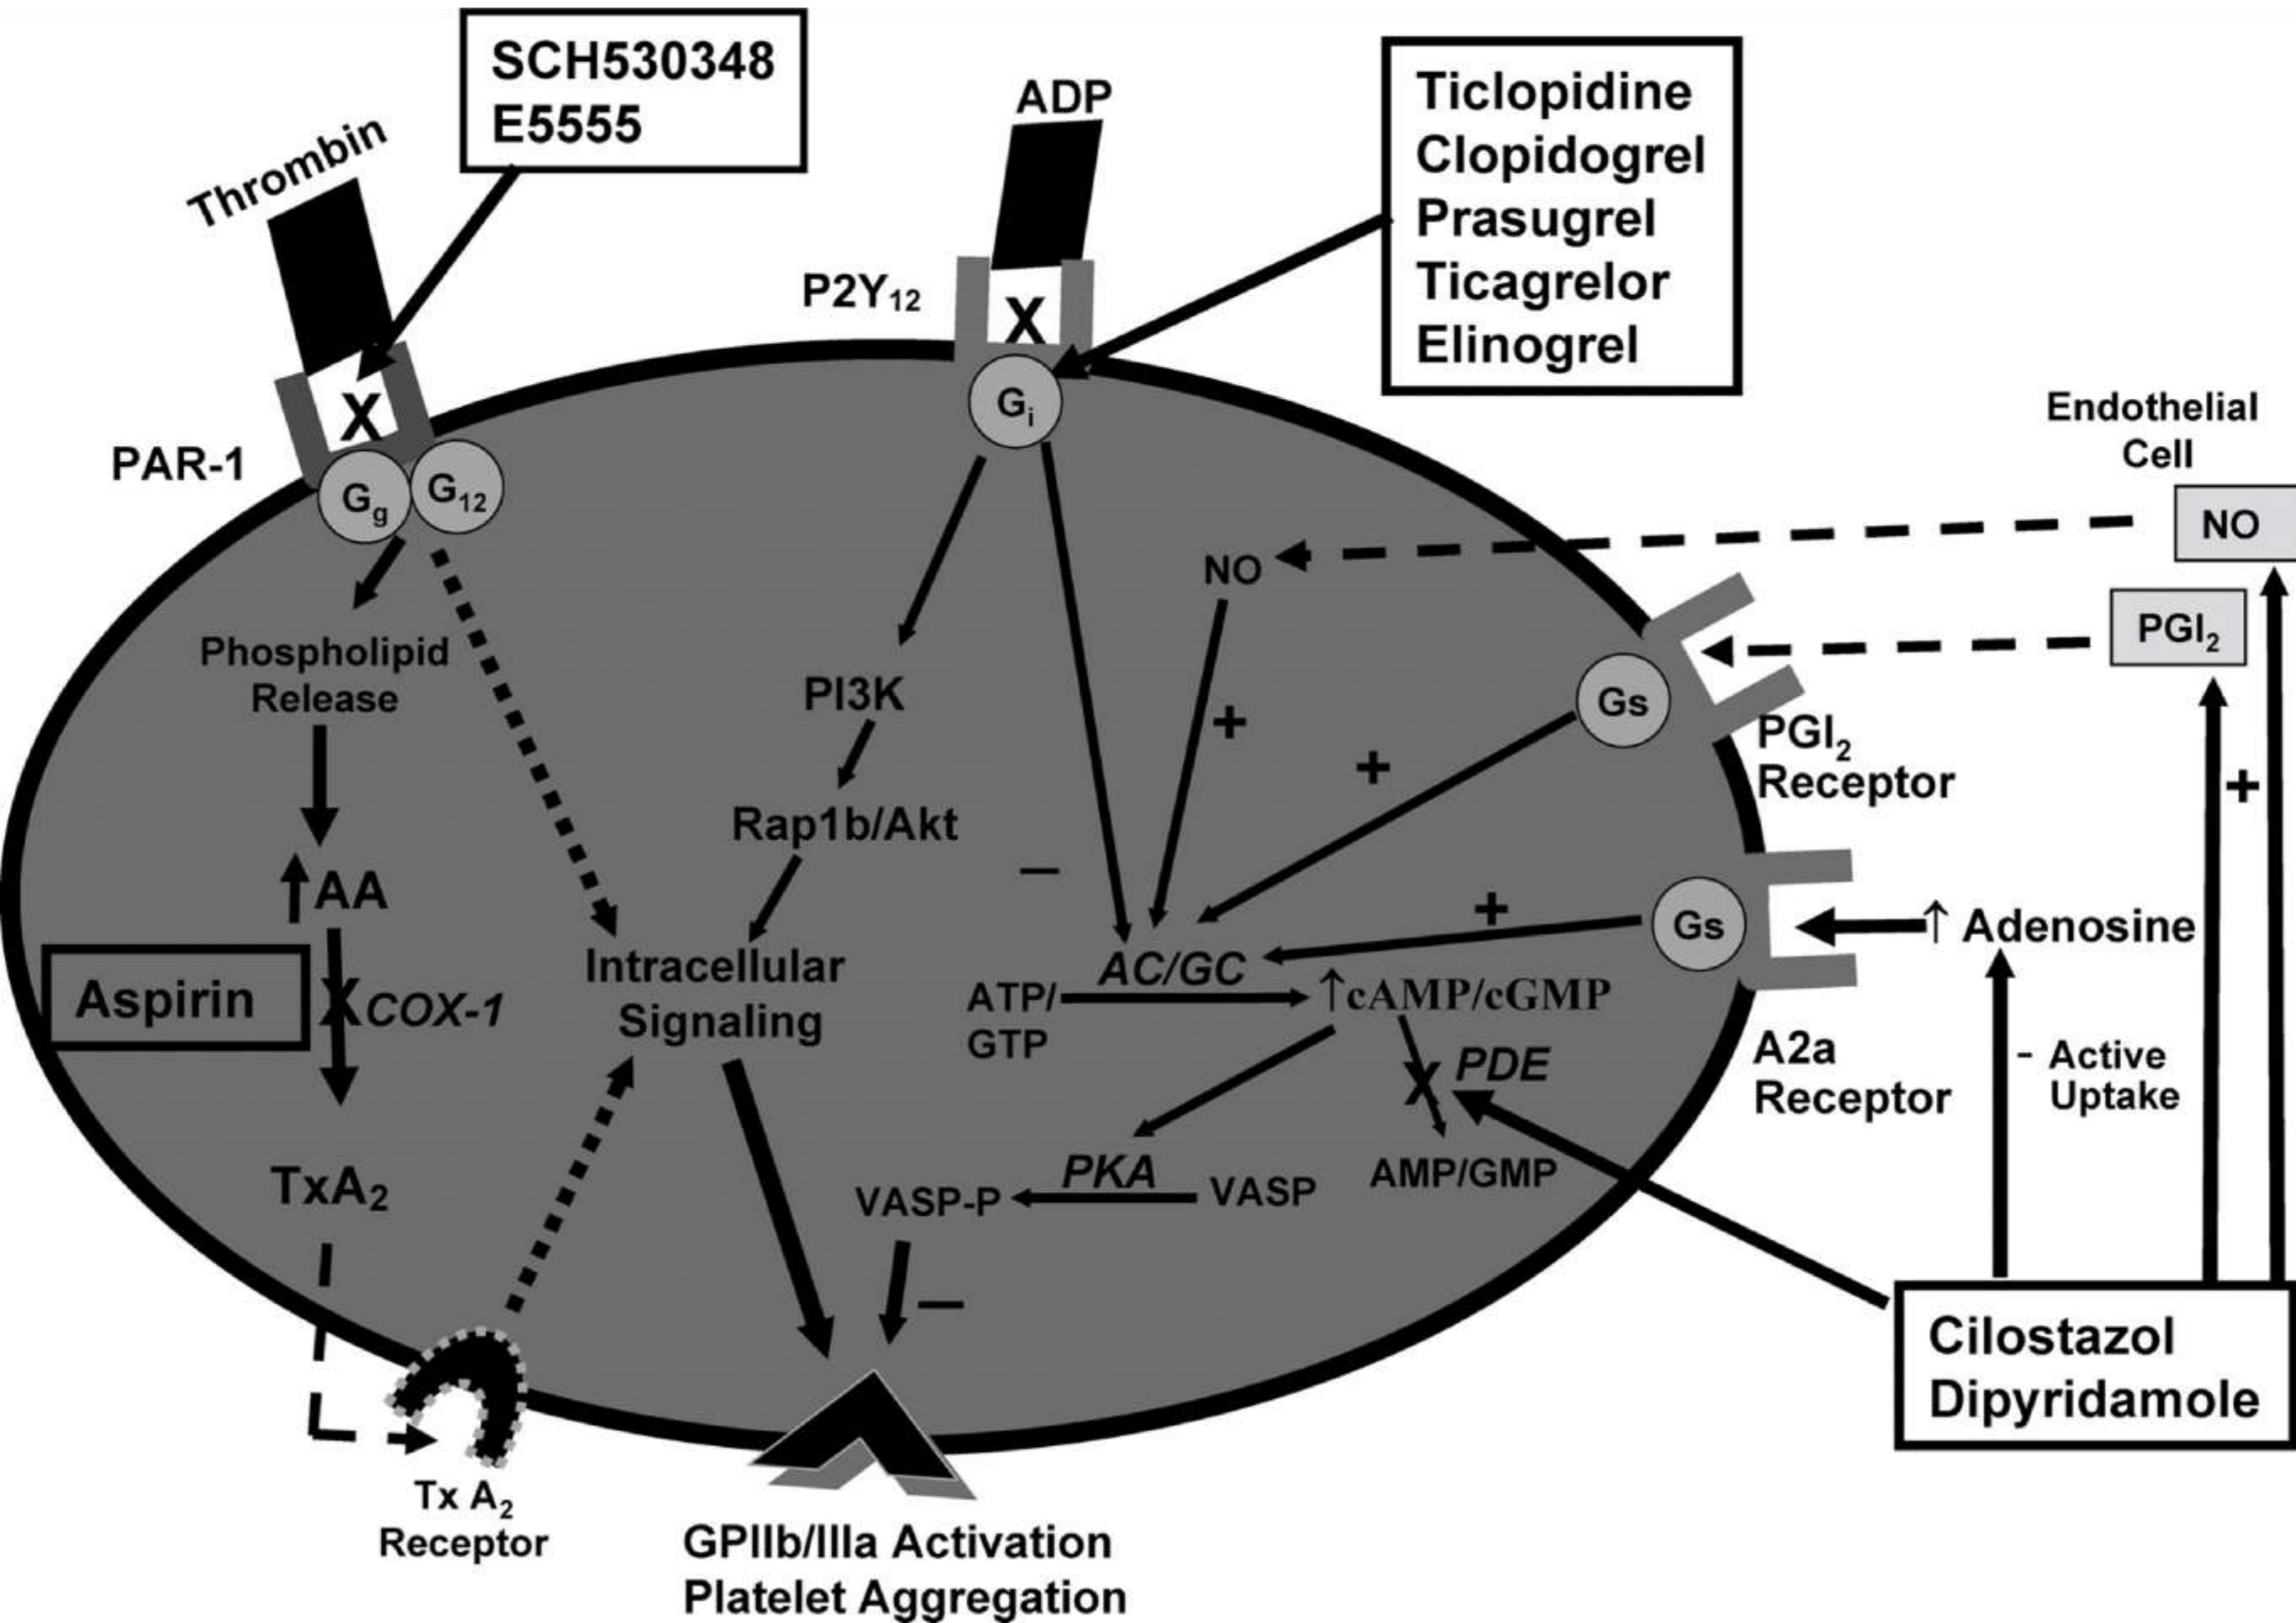 SCH530348
E5555
Thrombin
ADP
Ticlopidine
Clopidogrel
Prasugrel
Ticagrelor
Elinogrel
P2Y12
X
Gi
X
PAR-1
Gg
G12
Endothelial
Cell
NO
NO
PGI2
Phospholipid
Release
PI3K
+
+
Gs
PGI2
Receptor
+
Rap1b/Akt
–
AA
+
Gs
↑ Adenosine
Aspirin
X
COX-1
Intracellular
Signaling
AC/GC
ATP/
GTP
↑cAMP/cGMP
X
PDE
A2a
Receptor
- Active
Uptake
TxA2
PKA
VASP-P
VASP
AMP/GMP
–
Cilostazol
Dipyridamole
Tx A2
Receptor
GPIIb/IIIa Activation
Platelet Aggregation